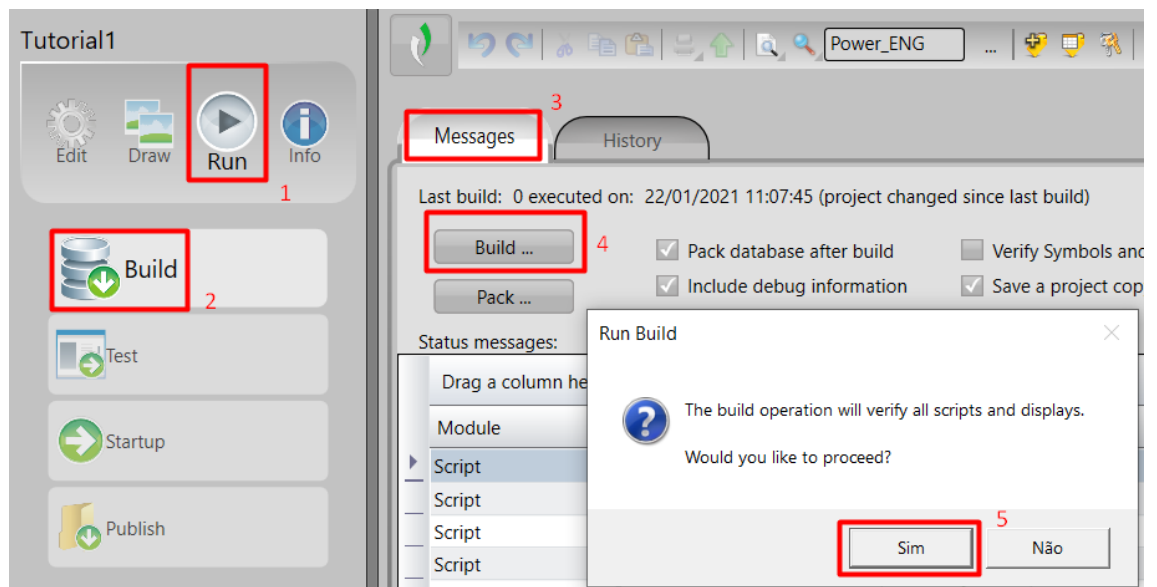 Tutorial1
Edit Draw Run Info
1
Build
2
Test
Startup
Publish
Power_ENG ...
3
Messages History
Last build: 0 executed on: 22/01/2021 11:07:45 (project changed since last build)
Build ... 4 Pack database after build Verify Symbols and
Pack ... Include debug information Save a project cop
Status messages:
Drag a column he
Module
Script
Script
Script
Script
Run Build
The build operation will verify all scripts and displays.
Would you like to proceed?
5
Sim Não